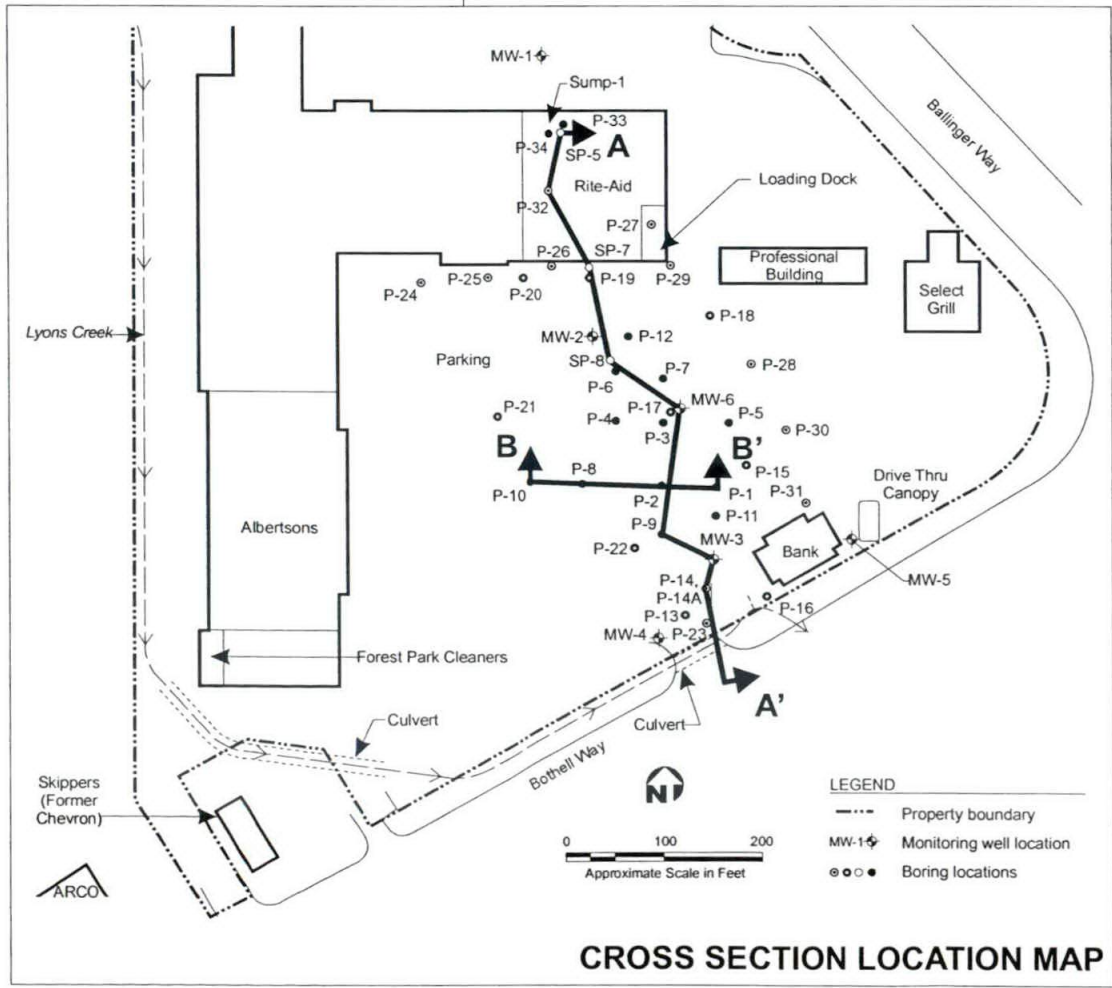 MW-1
Sump-1
P-33
P-34
A
SP-5
Rite-Aid
Loading Dock
Ballinger Way
P-32
P-27
P-26
SP-7
Professional
Building
Select
Grill
P-24
P-25
P-20
P-19
P-29
P-18
Lyons Creek
MW-2
P-12
Parking
SP-8
P-28
P-7
P-6
MW-6
P-21
P-17
P-4
P-3
P-5
P-30
B
B’
P-15
P-8
P-10
P-2
P-1
P-31
Drive Thru
Canopy
P-11
Albertsons
P-9
P-22
MW-3
Bank
MW-5
P-14,
P-14A
P-13
P-16
MW-4
P-23
Forest Park Cleaners
A’
Culvert
Culvert
Bothell Way
Skippers
(Former
Chevron)
N
ARCO
0 100 200
Approximate Scale in Feet
LEGEND
Property boundary
MW-1 Monitoring well location
Boring locations
CROSS SECTION LOCATION MAP